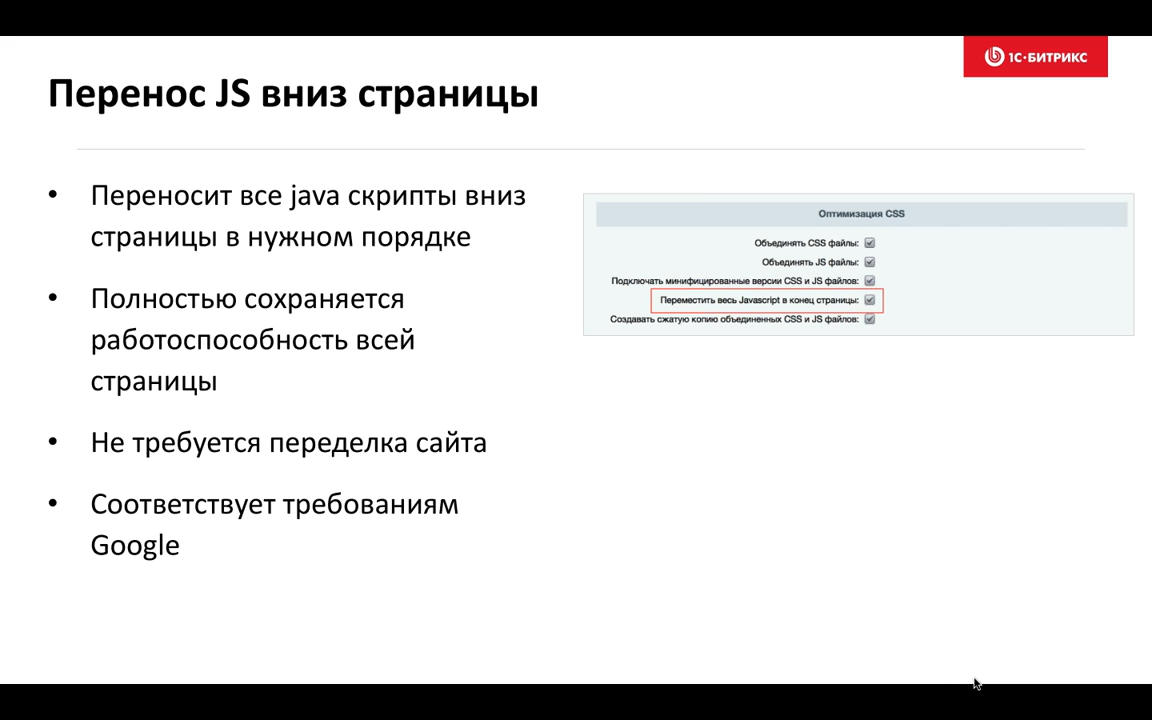 1С·БИТРИКС
Перенос JS вниз страницы
• Переносит все java скрипты вниз
страницы в нужном порядке
• Полностью сохраняется
работоспособность всей
страницы
• Не требуется переделка сайта
• Соответствует требованиям
Google
Оптимизация CSS
Объединять CSS файлы:
Объединять JS файлы:
Подключать минифицированные версии CSS и JS файлов:
Переместить весь Javascript в конец страницы:
Создавать сжатую копию объединенных CSS и JS файлов: